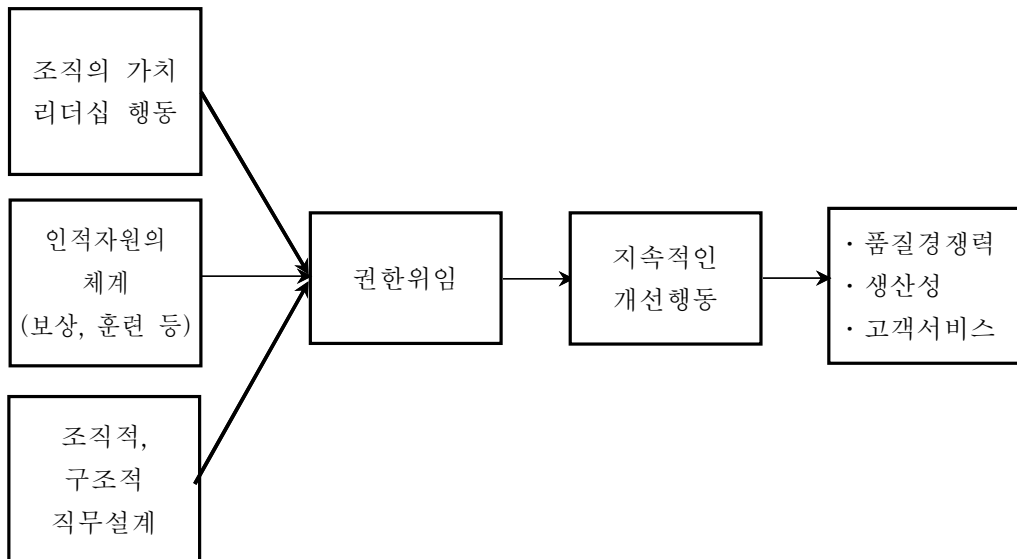 조직의 가치
리더십 행동
인적자원의
체계
(보상, 훈련 등)
조직적,
구조적
직무설계
권한위임
지속적인
개선행동
· 품질경쟁력
· 생산성
· 고객서비스